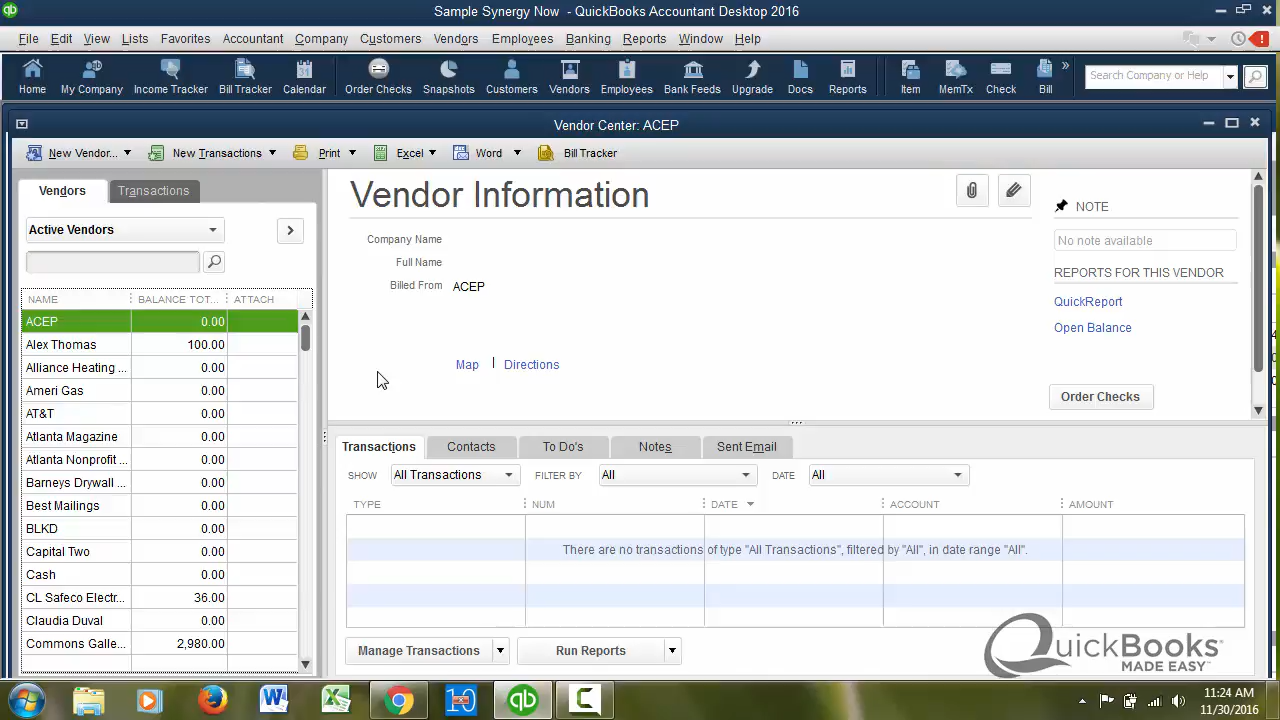 Sample Synergy Now - QuickBooks Accountant Desktop 2016
File Edit View Lists Favorites Accountant Company Customers Vendors Employees Banking Reports Window Help
Home My Company Income Tracker Bill Tracker Calendar Order Checks Snapshots Customers Vendors Employees Bank Feeds Upgrade Docs Reports Item MemTx Check Bill » Search Company or Help
Vendor Center: ACEP
New Vendor... New Transactions Print Excel Word Bill Tracker
Vendors Transactions
Active Vendors
NAME BALANCE TOT... ATTACH
ACEP 0.00
Alex Thomas 100.00
Alliance Heating ... 0.00
Ameri Gas 0.00
AT&T 0.00
Atlanta Magazine 0.00
Atlanta Nonprofit ... 0.00
Barneys Drywall ... 0.00
Best Mailings 0.00
BLKD 0.00
Capital Two 0.00
Cash 0.00
CL Safeco Electr... 36.00
Claudia Duval 0.00
Commons Galle... 2,980.00
Vendor Information
Company Name
Full Name
Billed From ACEP
Map | Directions
NOTE
No note available
REPORTS FOR THIS VENDOR
QuickReport
Open Balance
Order Checks
Transactions Contacts To Do's Notes Sent Email
SHOW All Transactions FILTER BY All DATE All
TYPE NUM DATE ACCOUNT AMOUNT
There are no transactions of type "All Transactions", filtered by "All", in date range "All".
Manage Transactions Run Reports
QuickBooks
MADE EASY
11:24 AM
11/30/2016